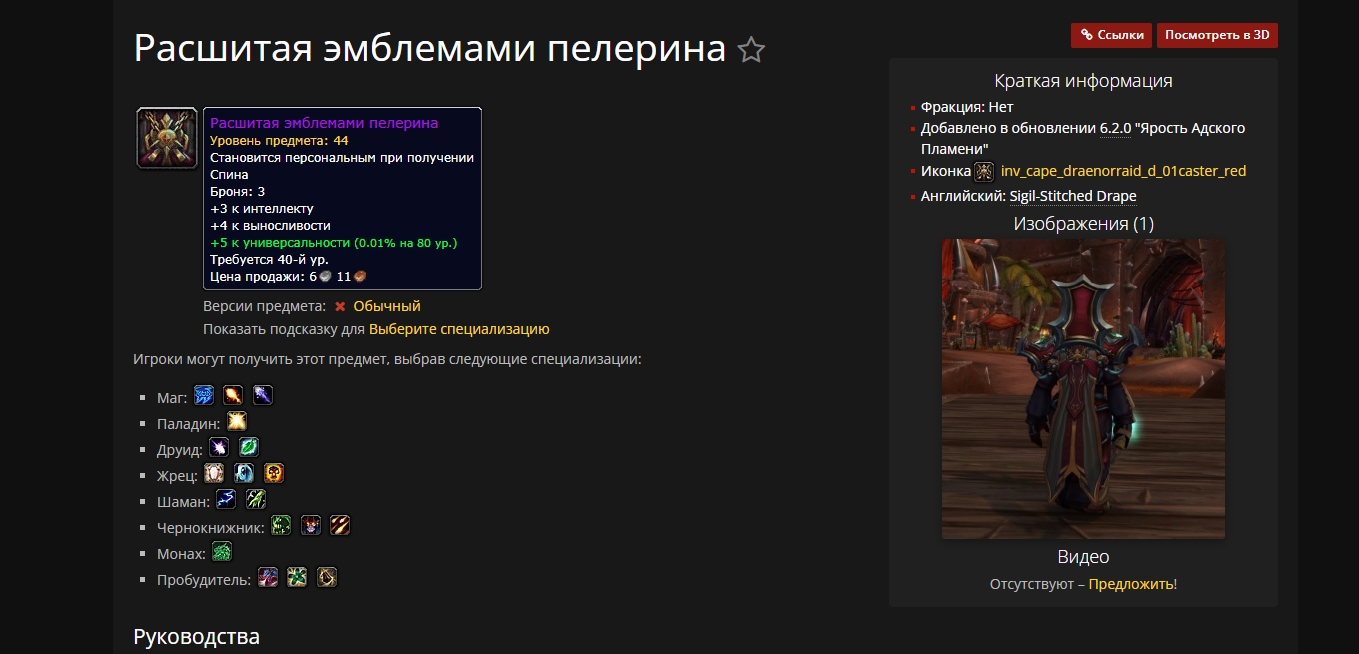 Расшитая эмблемами пелерина
Ссылки
Посмотреть в 3D
Расшитая эмблемами пелерина
Уровень предмета: 44
Становится персональным при получении
Спина
Броня: 3
+3 к интеллекту
+4 к выносливости
+5 к универсальности (0.01% на 80 ур.)
Требуется 40-й ур.
Цена продажи: 6 11
Версии предмета: Обычный
Показать подсказку для Выберите специализацию
Игроки могут получить этот предмет, выбрав следующие специализации:
Маг:
Паладин:
Друид:
Жрец:
Шаман:
Чернокнижник:
Монах:
Пробудитель:
Руководства
Краткая информация
Фракция: Нет
Добавлено в обновлении 6.2.0 "Ярость Адского
Пламени"
Иконка inv_cape_draenorraid_d_01caster_red
Английский: Sigil-Stitched Drape
Изображения (1)
Видео
Отсутствуют – Предложить!